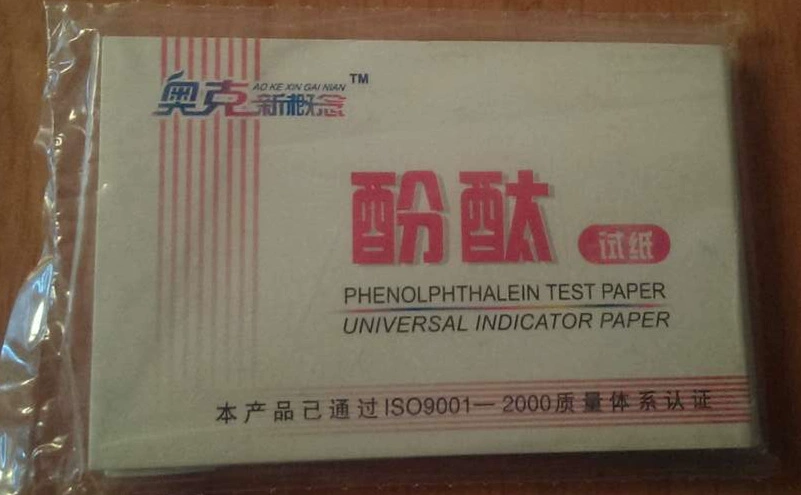 奥克 AO KE XIN GAI NIAN TM
新概念
酚酞 试纸
PHENOLPHTHALEIN TEST PAPER
UNIVERSAL INDICATOR PAPER
本产品已通过ISO9001—2000质量体系认证